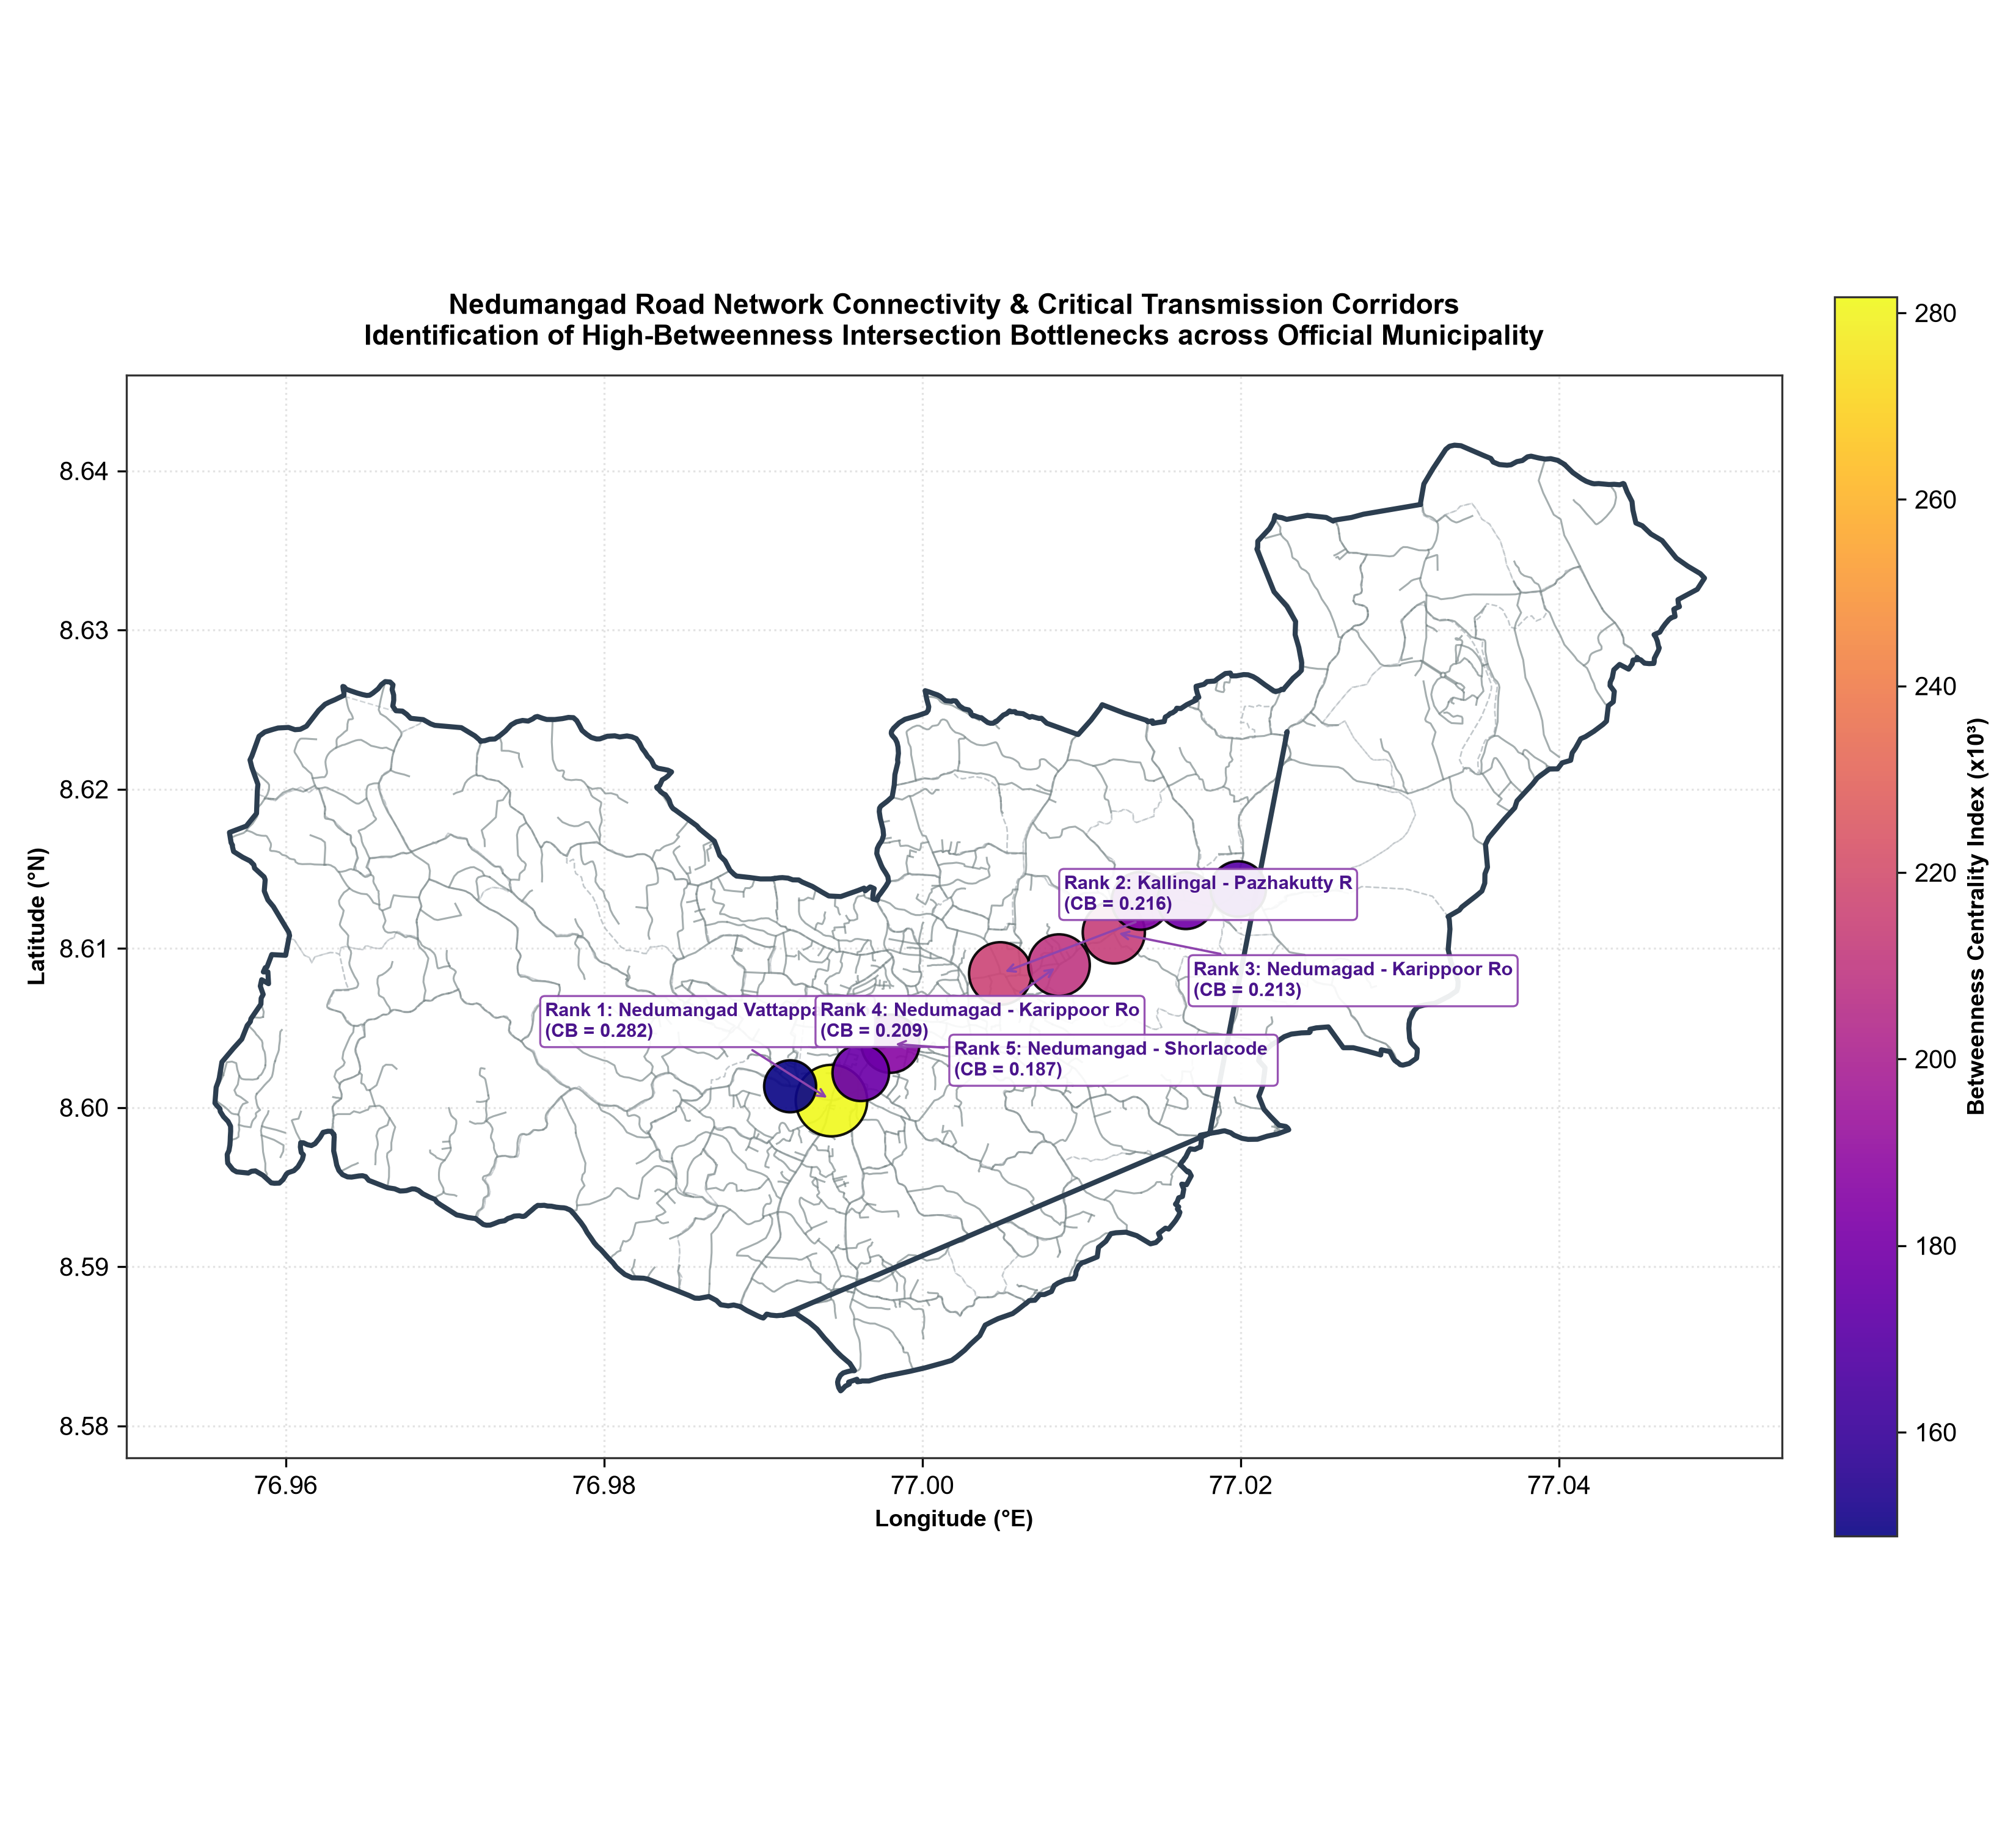 Nedumangad Road Network Connectivity & Critical Transmission Corridors
Identification of High-Betweenness Intersection Bottlenecks across Official Municipality
280
260
240
220
200
180
160
Betweenness Centrality Index (x10³)
8.64
8.63
8.62
8.61
8.60
8.59
8.58
Latitude (°N)
Rank 2: Kallingal - Pazhakutty R
(CB = 0.216)
Rank 3: Nedumagad - Karippoor Ro
(CB = 0.213)
Rank 1: Nedumangad Vattappa
(CB = 0.282)
Rank 4: Nedumagad - Karippoor Ro
(CB = 0.209)
Rank 5: Nedumangad - Shorlacode
(CB = 0.187)
76.96
76.98
77.00
77.02
77.04
Longitude (°E)